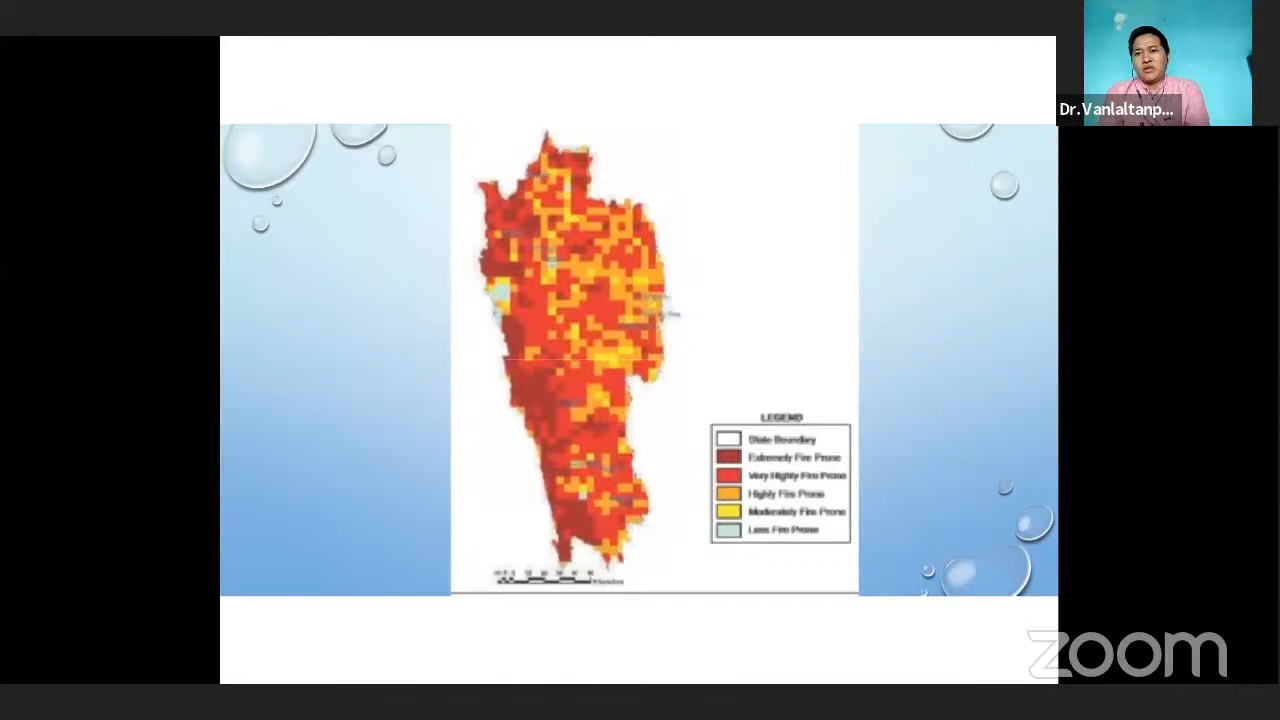 Dr.Vanlaltanp...
LEGEND
State Boundary
Extremely Fire Prone
Very Highly Fire Prone
Highly Fire Prone
Moderately Fire Prone
Less Fire Prone
Kilometres
zoom